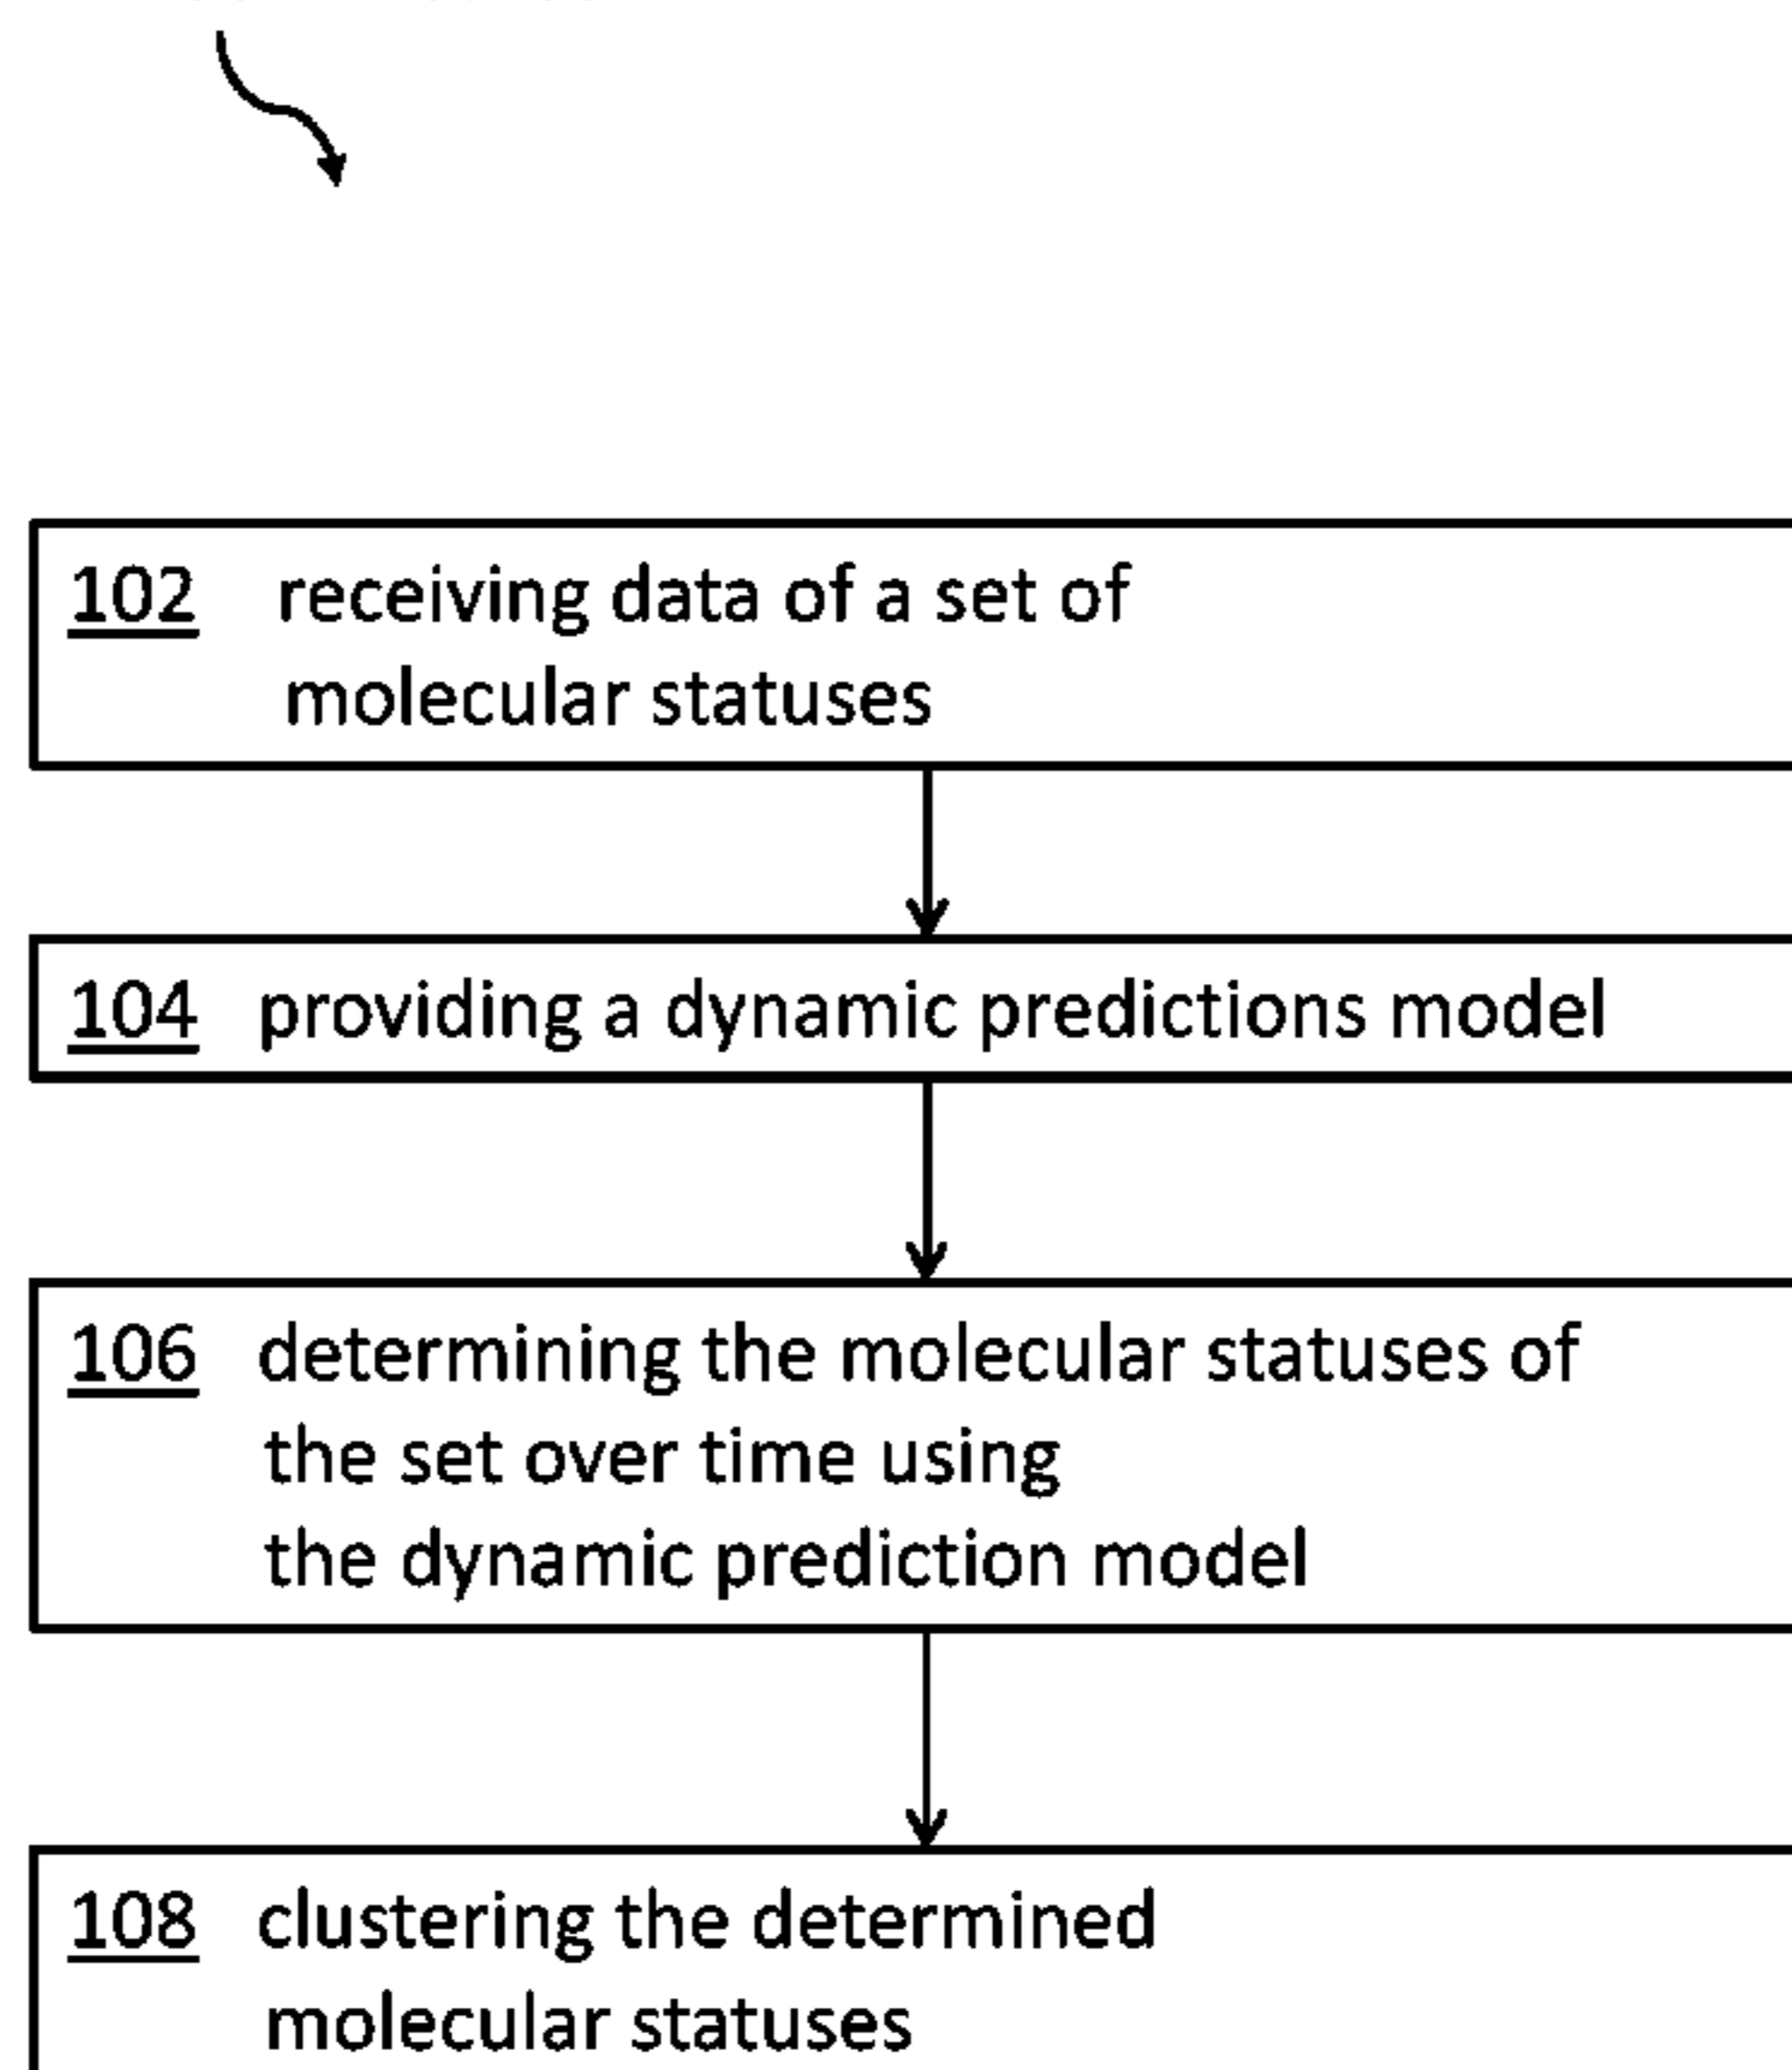 102 receiving data of a set of
molecular statuses
104 providing a dynamic predictions model
106 determining the molecular statuses of
the set over time using
the dynamic prediction model
108 clustering the determined
molecular statuses